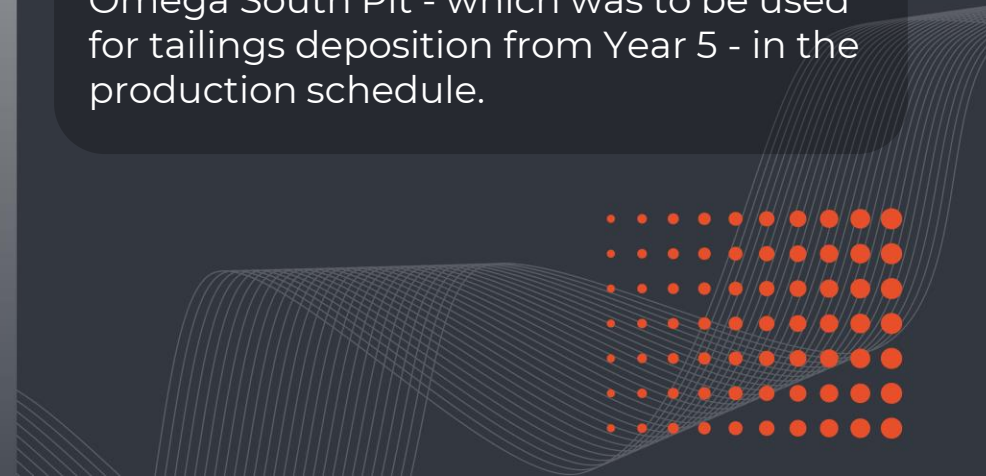 Omega South Pit - which was to be used
for tailings deposition from Year 5 - in the
production schedule.